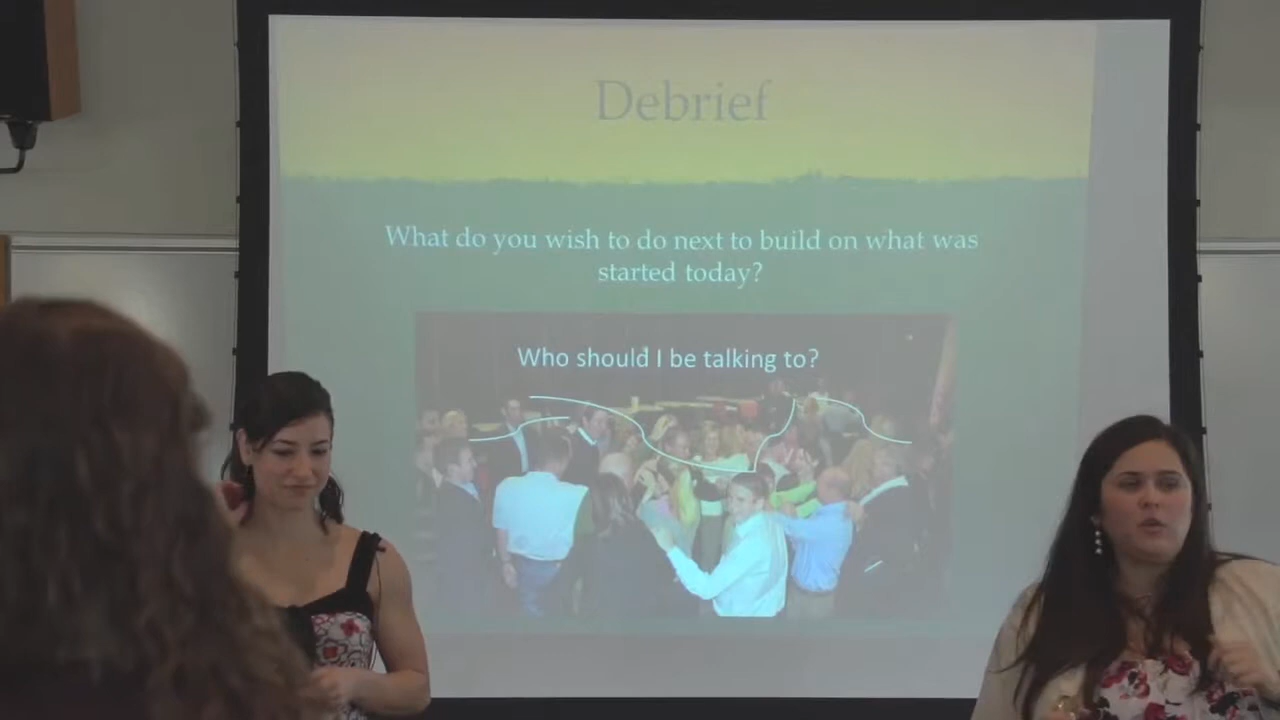 Debrief
What do you wish to do next to build on what was
started today?
Who should I be talking to?